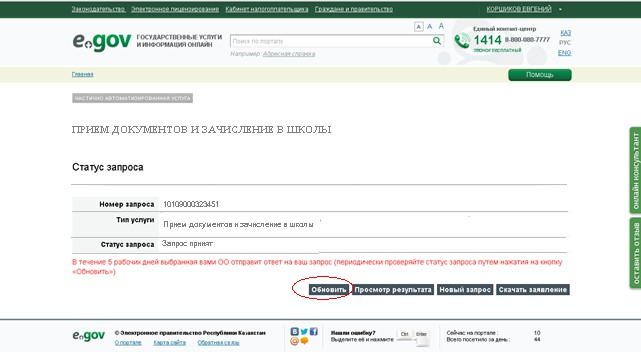 Законодательство Электронное лицензирование Кабинет налогоплательщика Граждане и правительство КОРШИКОВ ЕВГЕНИЙ
A A A
e.gov ГОСУДАРСТВЕННЫЕ УСЛУГИ И ИНФОРМАЦИЯ ОНЛАЙН
Поиск по порталу
Например: Адресная справка
Единый контакт-центр
1414 8-800-080-7777
ЗВОНОК БЕСПЛАТНЫЙ
ҚАЗ
РУС
ENG
Главная
Помощь
ЧАСТИЧНО АВТОМАТИЗИРОВАННАЯ УСЛУГА
ПРИЕМ ДОКУМЕНТОВ И ЗАЧИСЛЕНИЕ В ШКОЛЫ
Статус запроса
Номер запроса 10109000323451
Тип услуги Прием документов и зачисление в школы
Статус запроса Запрос принят
В течение 5 рабочих дней выбранная вами ОО отправит ответ на ваш запрос (периодически проверяйте статус запроса путем нажатия на кнопку
«Обновить»)
Обновить Просмотр результата Новый запрос Скачать заявление
онлайн консультант
оставить отзыв
e.gov
© Электронное правительство Республики Казахстан
О портале Карта сайта Обратная связь
Нашли ошибку?
Выделите её и нажмите
Ctrl Enter
Сейчас на портале : 10
Всего посетило за день : 44